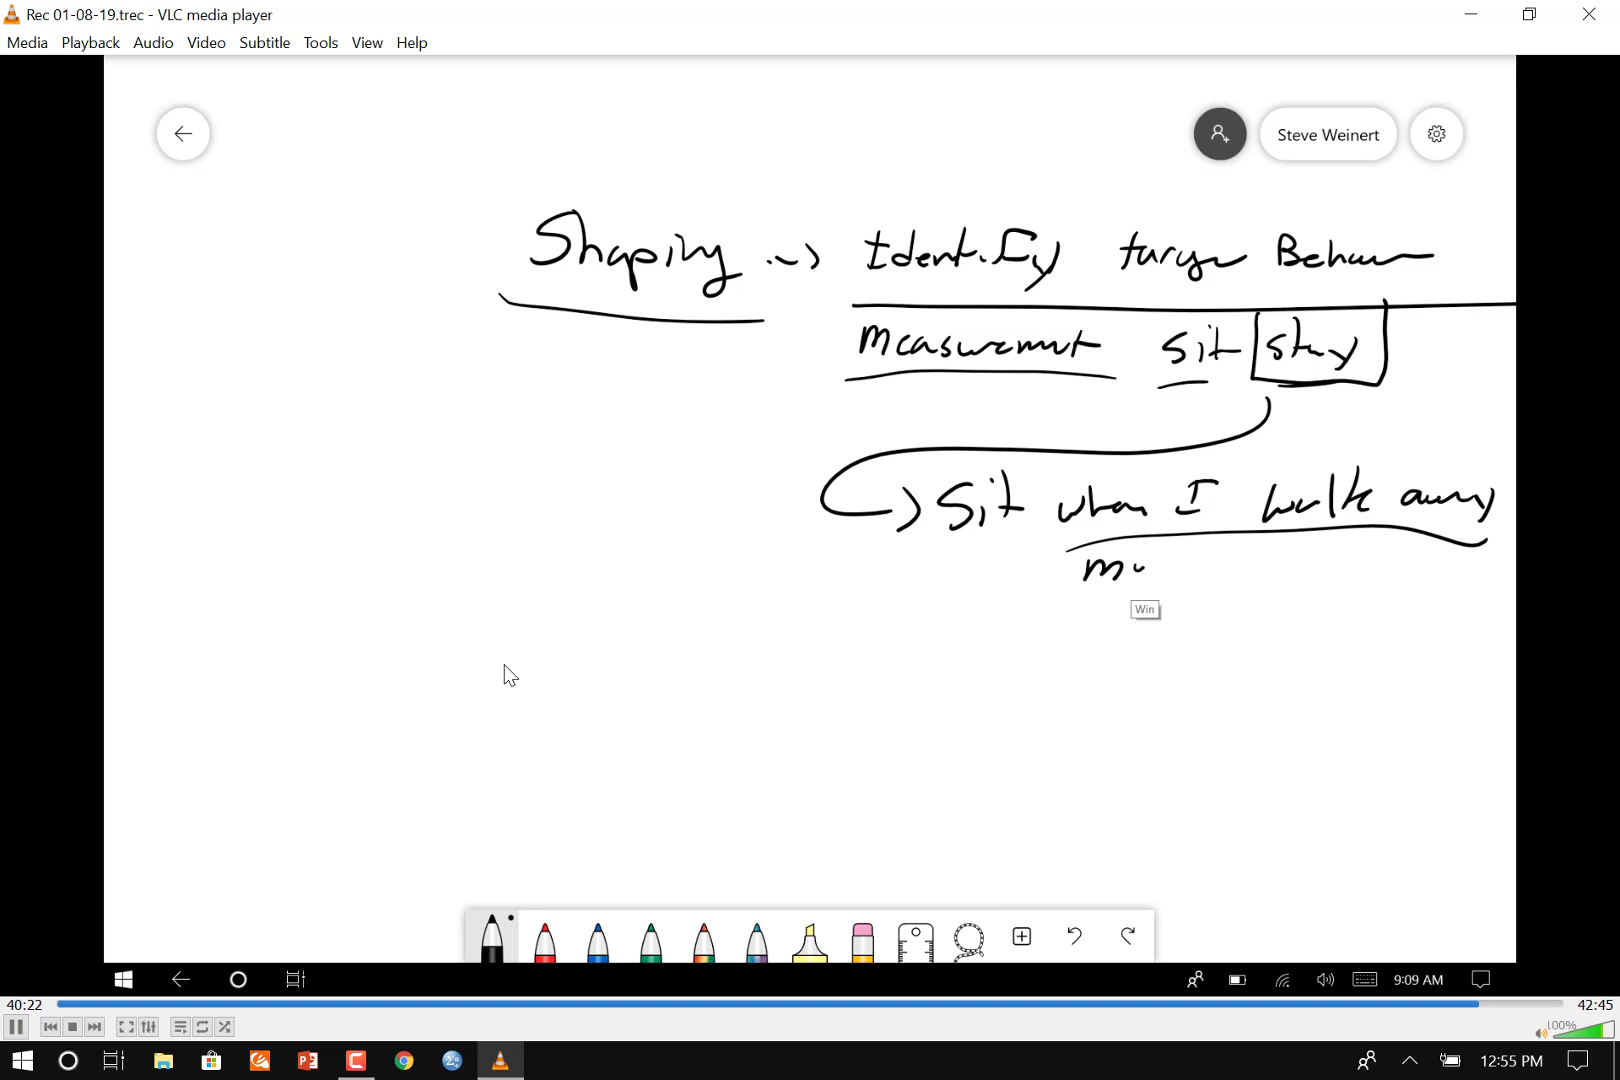 Rec 01-08-19.trec - VLC media player
Media Playback Audio Video Subtitle Tools View Help
Steve Weinert
Shaping --> Identify target Behavior
Measurement Sit stay
Sit when I walk away
Win
9:09 AM
40:22
42:45
100%
12:55 PM